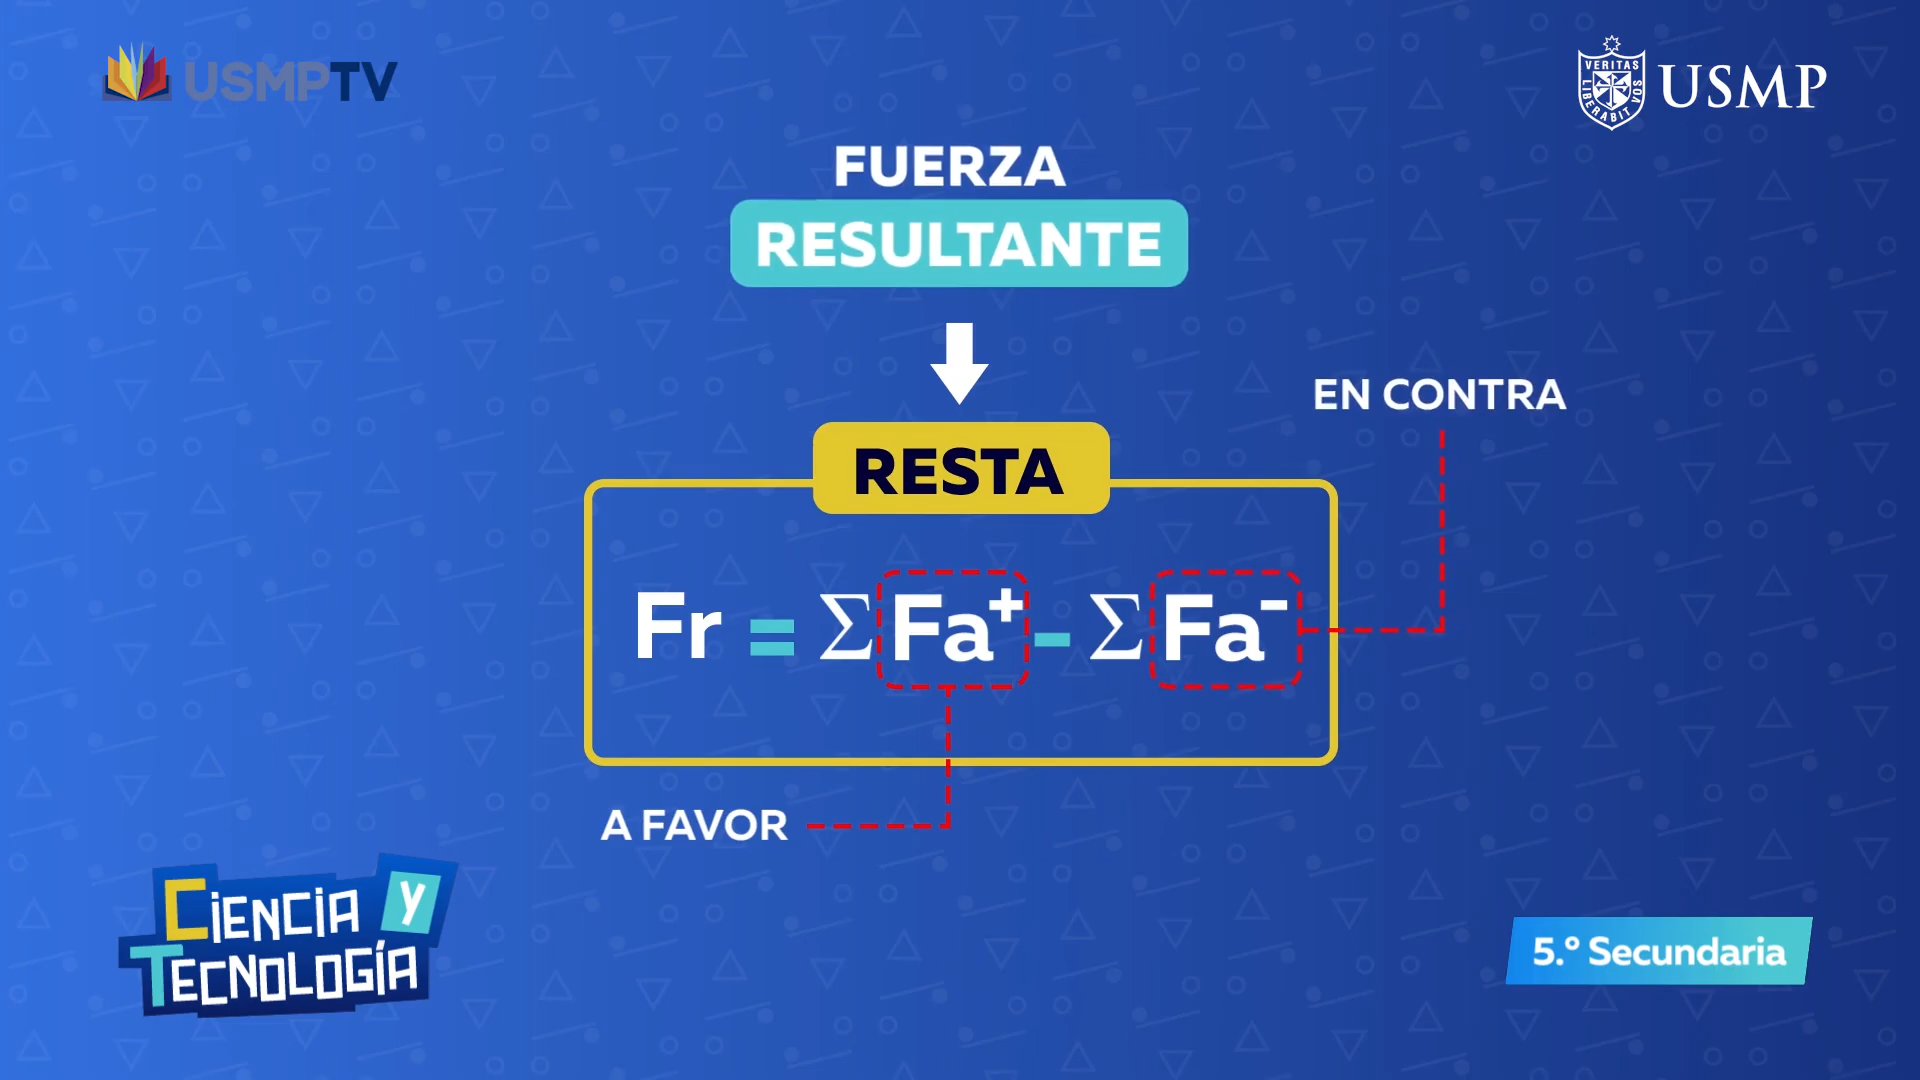 USMPTV
VERITAS
LIBERABIT VOS
USMP
FUERZA
RESULTANTE
EN CONTRA
RESTA
Fr = ΣFa⁺ - ΣFa⁻
A FAVOR
CIENCIA Y
TECNOLOGÍA
5.º Secundaria